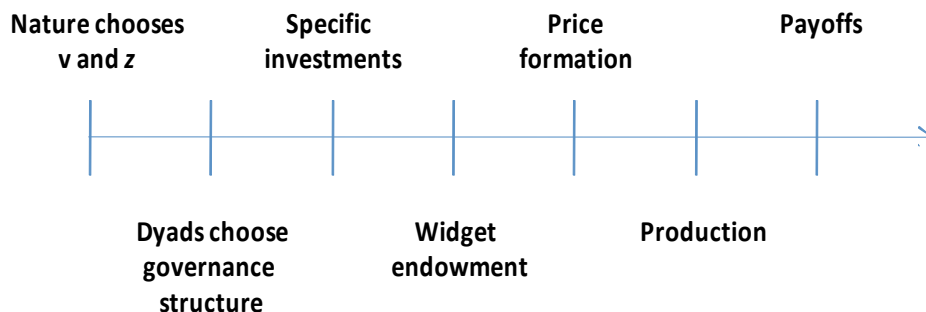 Nature chooses
v and z
Specific
investments
Price
formation
Payoffs
Dyads choose
governance
structure
Widget
endowment
Production